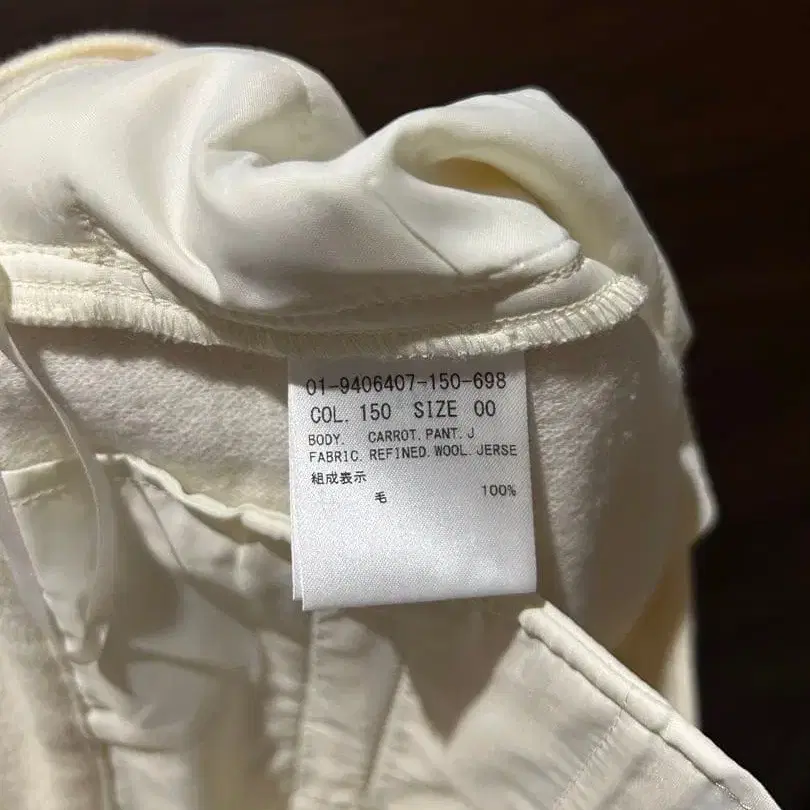 01-9406407-150-698
COL. 150 SIZE 00
BODY. CARROT. PANT. J
FABRIC. REFINED. WOOL. JERSE
組成表示
毛 100%